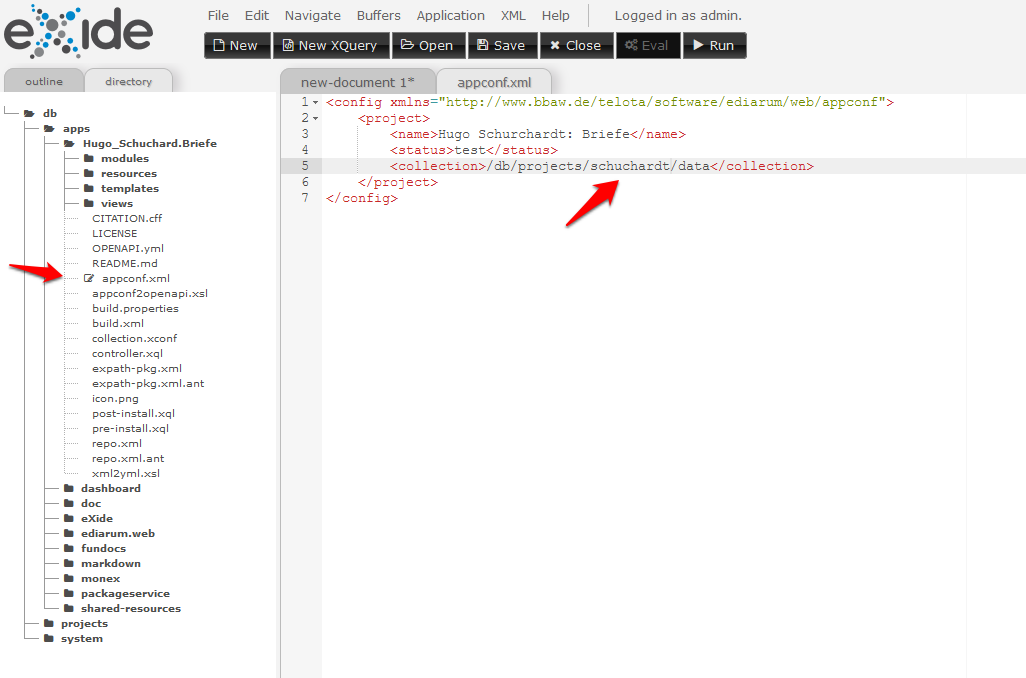 eXide
File Edit Navigate Buffers Application XML Help Logged in as admin.
New New XQuery Open Save Close Eval Run
outline directory
new-document 1* appconf.xml
db
apps
Hugo_Schuchard.Briefe
modules
resources
templates
views
CITATION.cff
LICENSE
OPENAPI.yml
README.md
appconf.xml
appconf2openapi.xsl
build.properties
build.xml
collection.xconf
controller.xql
expath-pkg.xml
expath-pkg.xml.ant
icon.png
post-install.xql
pre-install.xql
repo.xml
repo.xml.ant
xml2yml.xsl
dashboard
doc
eXide
ediarum.web
fundocs
markdown
monex
packageservice
shared-resources
projects
system
1 <config xmlns="http://www.bbaw.de/telota/software/ediarum/web/appconf">
2 <project>
3 <name>Hugo Schurchardt: Briefe</name>
4 <status>test</status>
5 <collection>/db/projects/schuchardt/data</collection>
6 </project>
7 </config>